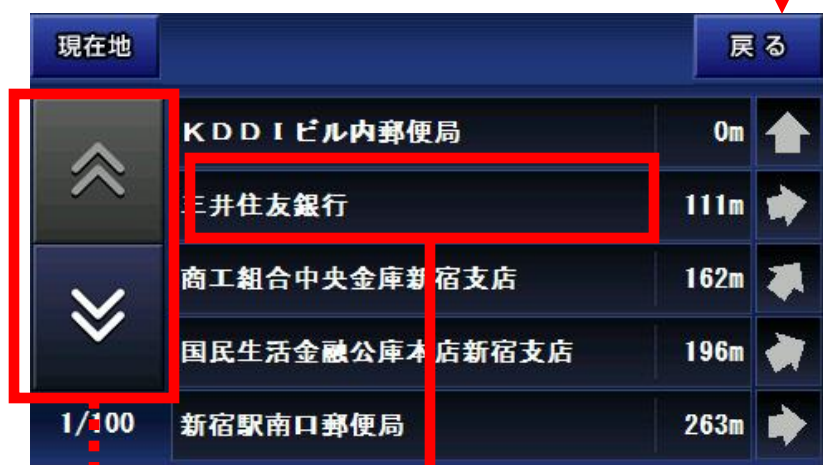 現在地 戻る
KDDIビル内郵便局 0m
三井住友銀行 111m
商工組合中央金庫新宿支店 162m
国民生活金融公庫本店新宿支店 196m
1/100 新宿駅南口郵便局 263m